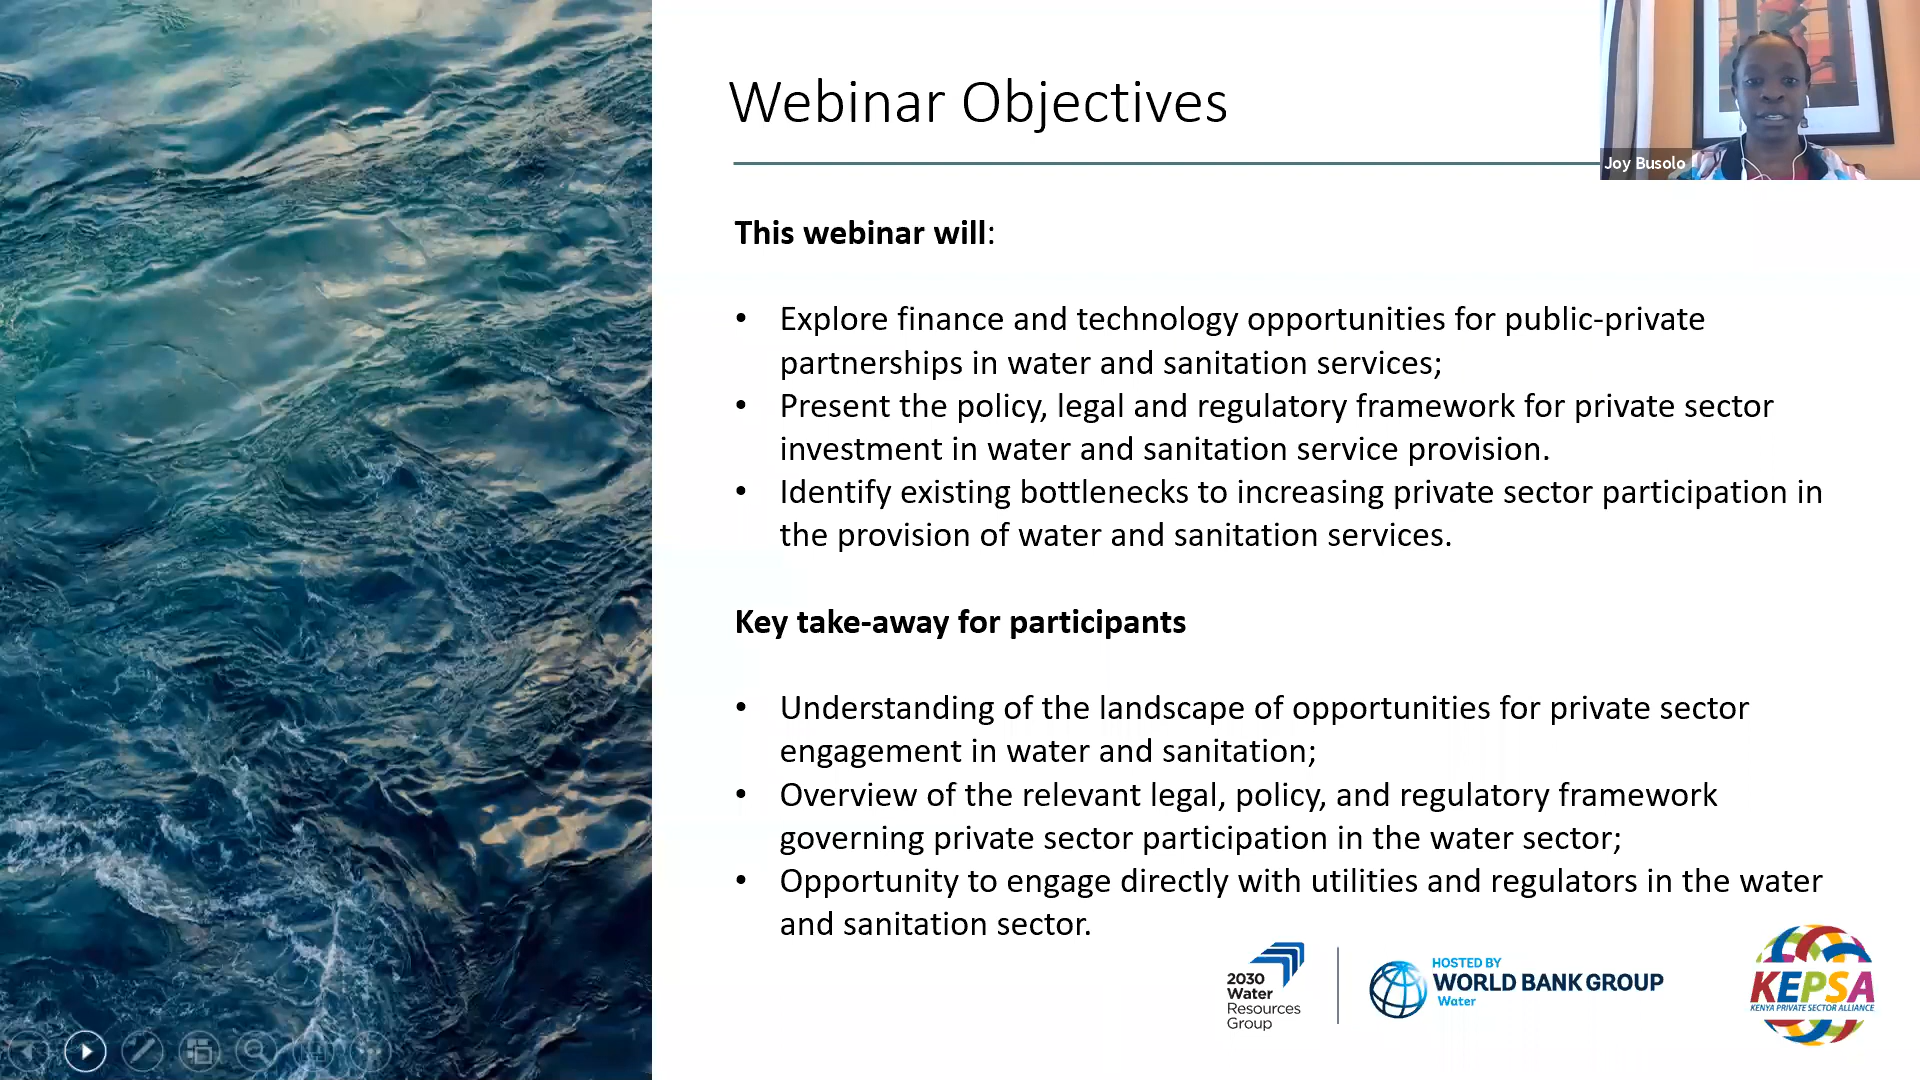 Webinar Objectives
Joy Busolo
This webinar will:
• Explore finance and technology opportunities for public-private
partnerships in water and sanitation services;
• Present the policy, legal and regulatory framework for private sector
investment in water and sanitation service provision.
• Identify existing bottlenecks to increasing private sector participation in
the provision of water and sanitation services.
Key take-away for participants
• Understanding of the landscape of opportunities for private sector
engagement in water and sanitation;
• Overview of the relevant legal, policy, and regulatory framework
governing private sector participation in the water sector;
• Opportunity to engage directly with utilities and regulators in the water
and sanitation sector.
2030
Water
Resources
Group
HOSTED BY
WORLD BANK GROUP
Water
KEPSA
KENYA PRIVATE SECTOR ALLIANCE